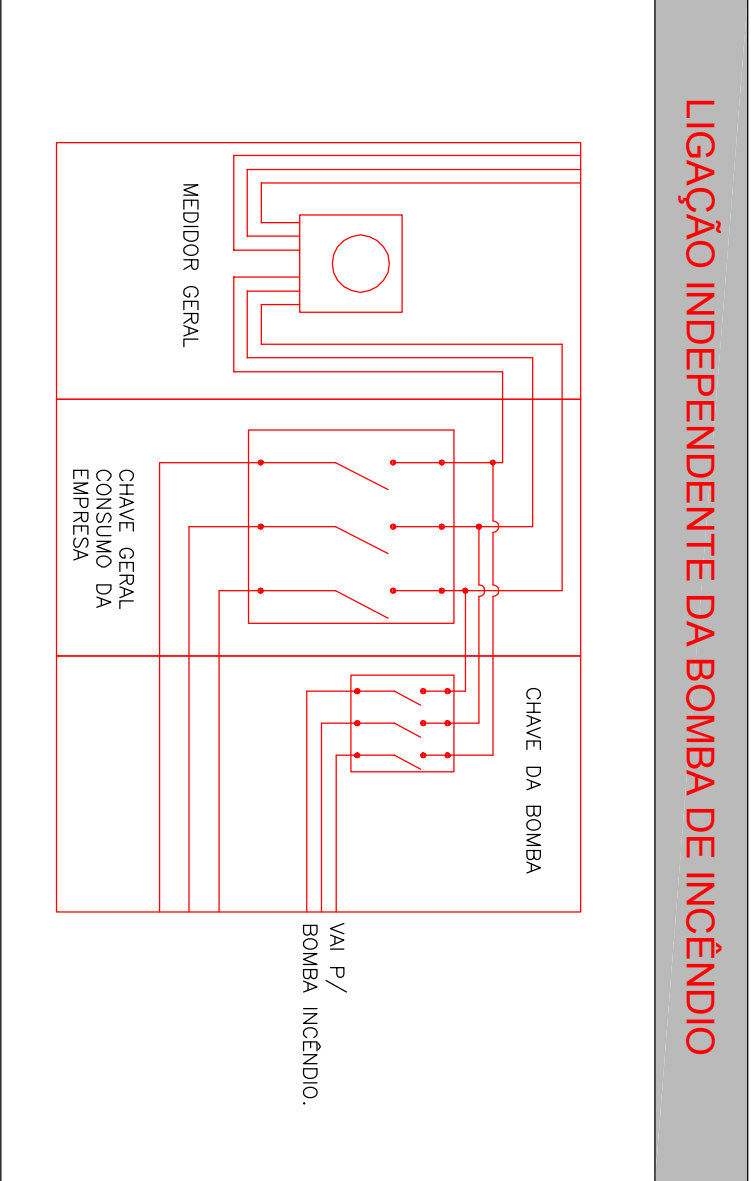 LIGAÇÃO INDEPENDENTE DA BOMBA DE INCÊNDIO
MEDIDOR GERAL
CHAVE GERAL
CONSUMO DA
EMPRESA
CHAVE DA BOMBA
VAI P/
BOMBA INCÊNDIO.